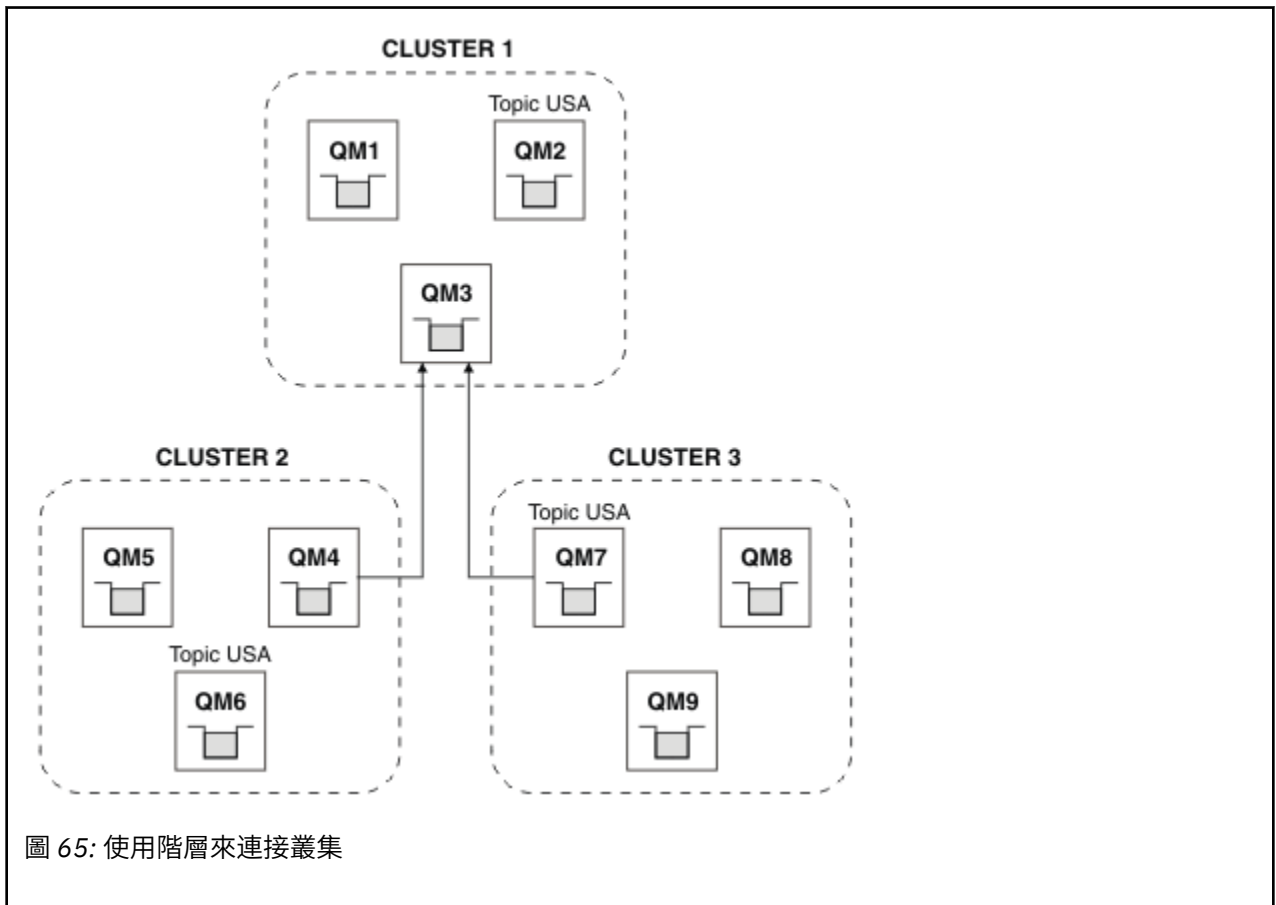 CLUSTER 1
Topic USA
QM1
QM2
QM3
CLUSTER 2
CLUSTER 3
Topic USA
QM5
QM4
QM7
QM8
Topic USA
QM6
QM9
圖 65: 使用階層來連接叢集